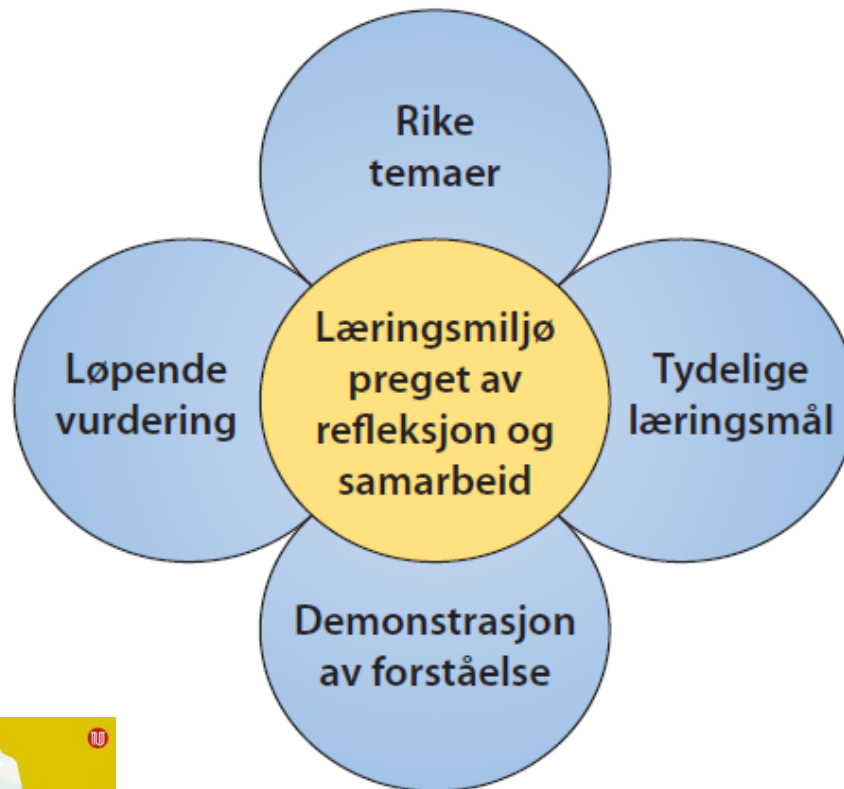 Rike
temaer
Løpende
vurdering
Læringsmiljø
preget av
refleksjon og
samarbeid
Tydelige
læringsmål
Demonstrasjon
av forståelse